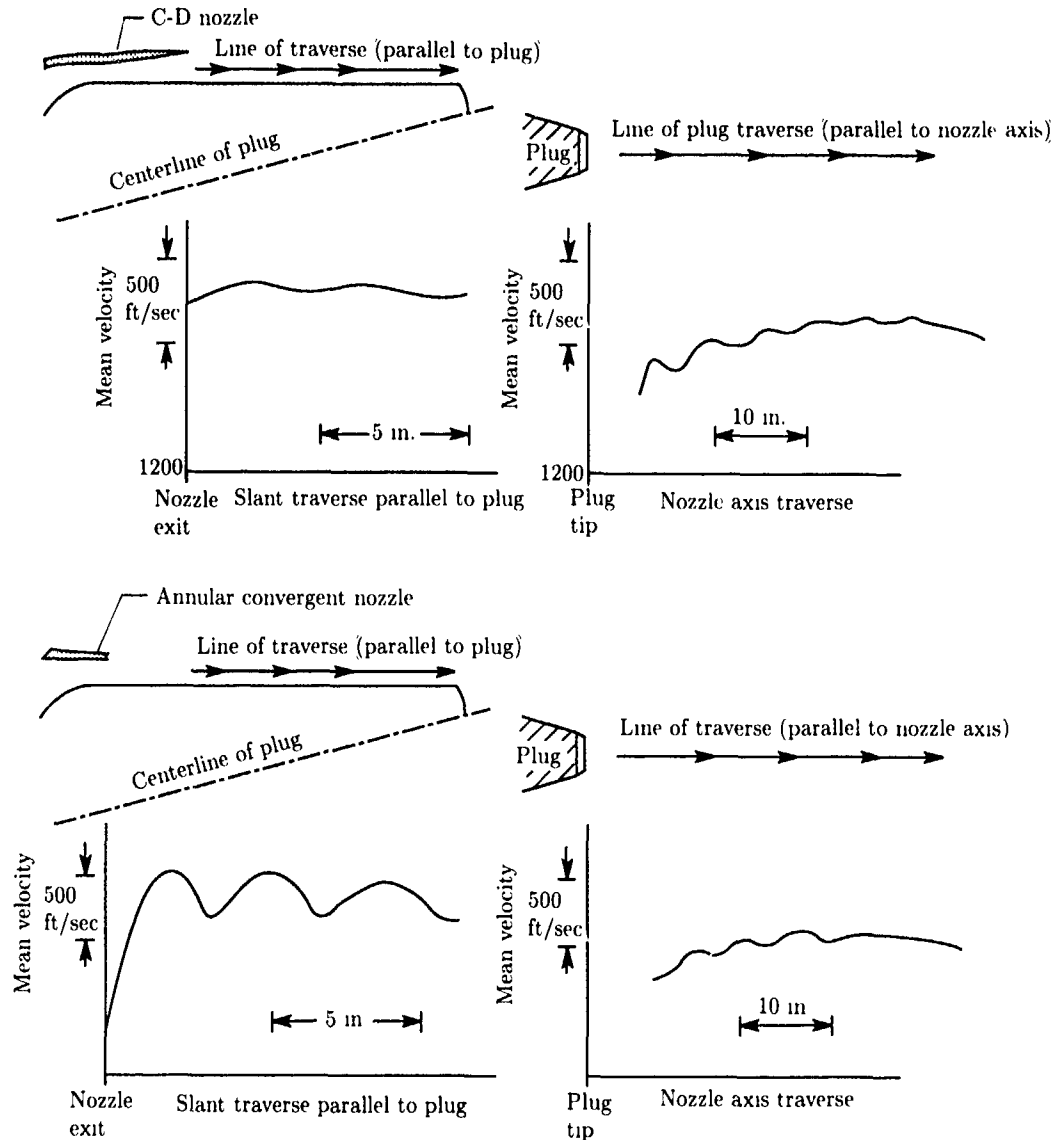 C-D nozzle
Line of traverse (parallel to plug)
Centerline of plug
Plug
Line of plug traverse (parallel to nozzle axis)
Mean velocity
500
ft/sec
5 in.
1200
Nozzle
exit
Slant traverse parallel to plug
Mean velocity
500
ft/sec
10 in.
1200
Plug
tip
Nozzle axis traverse
Annular convergent nozzle
Line of traverse (parallel to plug)
Centerline of plug
Plug
Line of traverse (parallel to nozzle axis)
Mean velocity
500
ft/sec
5 in
Nozzle
exit
Slant traverse parallel to plug
Mean velocity
500
ft/sec
10 in
Plug
tip
Nozzle axis traverse